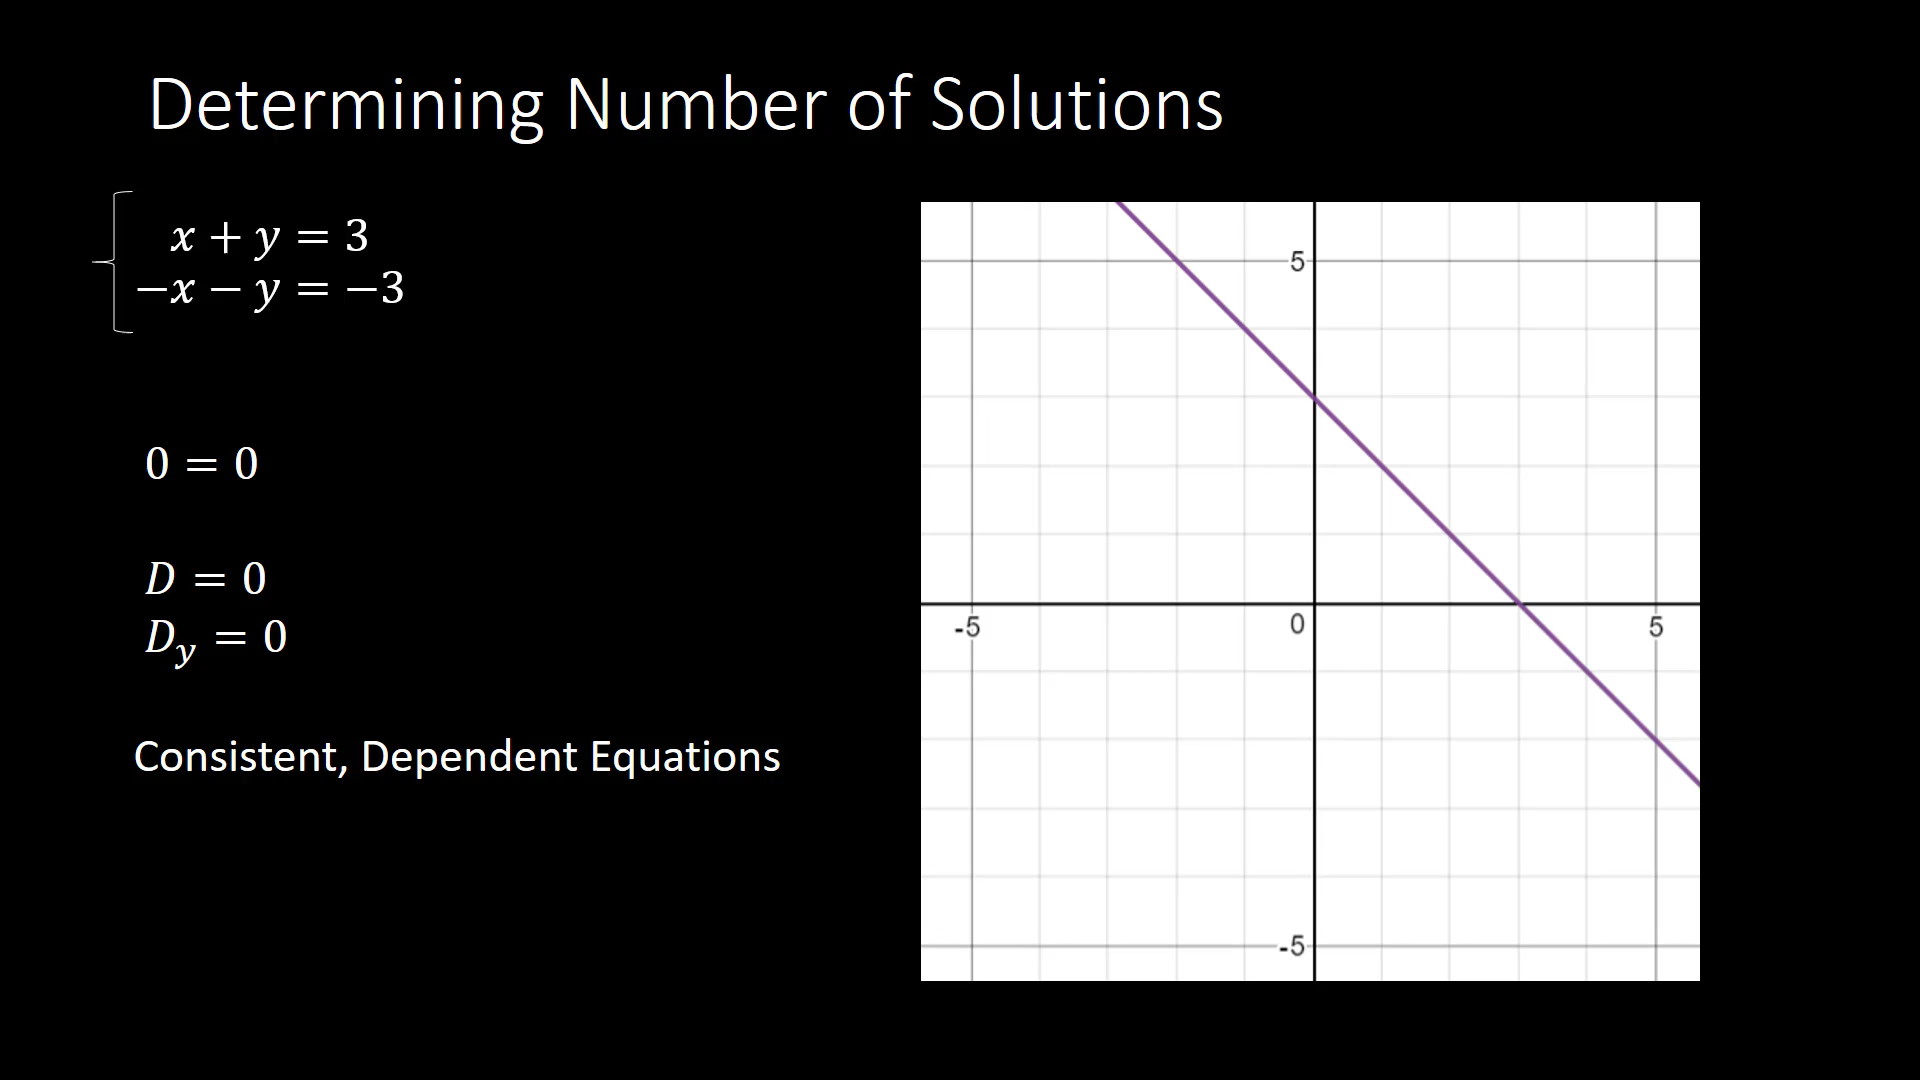 Determining Number of Solutions
x + y = 3
−x − y = −3
0 = 0
D = 0
D_y = 0
Consistent, Dependent Equations
5
-5 0 5
-5